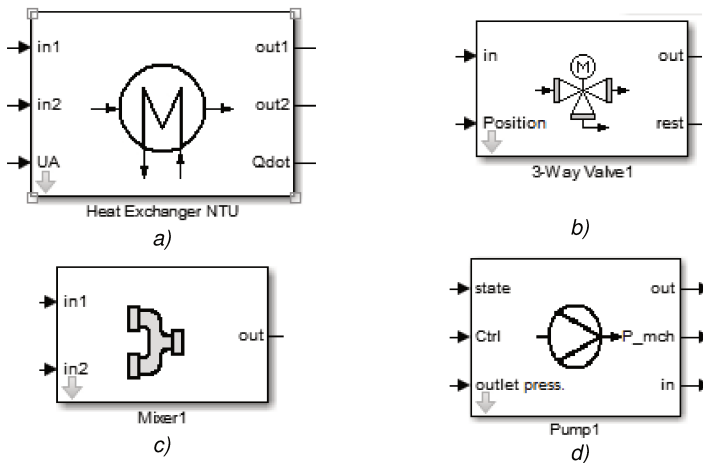 in1
out1
in2
out2
UA
Qdot
M
Heat Exchanger NTU
a)
in
out
M
Position
rest
3-Way Valve1
b)
in1
in2
out
Mixer1
c)
state
out
Ctrl
P_mch
outlet press.
in
Pump1
d)